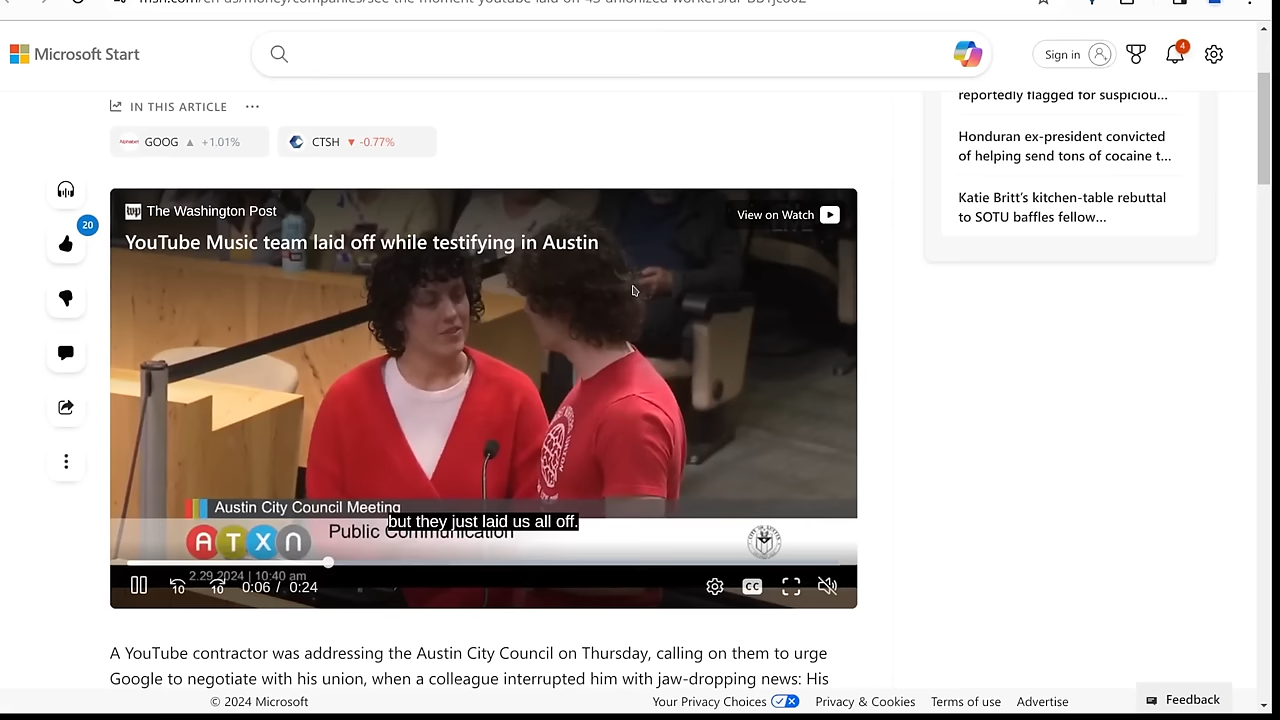 Microsoft Start
Sign in
4
IN THIS ARTICLE ...
Alphabet GOOG ▲ +1.01%
CTSH ▼ -0.77%
20
The Washington Post
View on Watch
YouTube Music team laid off while testifying in Austin
Austin City Council Meeting
but they just laid us all off.
Public Communication
ATXN
2.29.2024 | 10:40 am
10
10
0:06 / 0:24
CC
A YouTube contractor was addressing the Austin City Council on Thursday, calling on them to urge
Google to negotiate with his union, when a colleague interrupted him with jaw-dropping news: His
reportedly flagged for suspiciou...
Honduran ex-president convicted
of helping send tons of cocaine t...
Katie Britt’s kitchen-table rebuttal
to SOTU baffles fellow...
© 2024 Microsoft
Your Privacy Choices
Privacy & Cookies
Terms of use
Advertise
Feedback